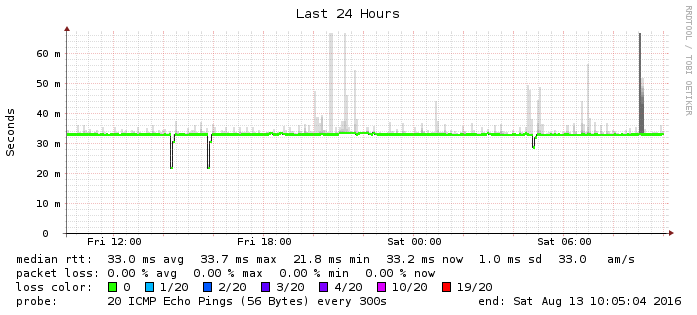 Last 24 Hours
RRDTOOL / TOBI OETIKER
Seconds
60 m
50 m
40 m
30 m
20 m
10 m
0
Fri 12:00 Fri 18:00 Sat 00:00 Sat 06:00
median rtt: 33.0 ms avg 33.7 ms max 21.8 ms min 33.2 ms now 1.0 ms sd 33.0 am/s
packet loss: 0.00 % avg 0.00 % max 0.00 % min 0.00 % now
loss color: 0 1/20 2/20 3/20 4/20 10/20 19/20
probe: 20 ICMP Echo Pings (56 Bytes) every 300s end: Sat Aug 13 10:05:04 2016